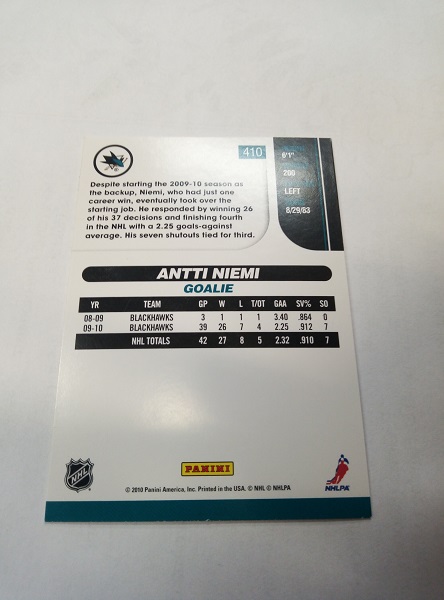 410
6'1"
200
LEFT
8/29/83
Despite starting the 2009-10 season as
the backup, Niemi, who had just one
career win, eventually took over the
starting job. He responded by winning 26
of his 37 decisions and finishing fourth
in the NHL with a 2.25 goals-against
average. His seven shutouts tied for third.
ANTTI NIEMI
GOALIE
YR TEAM GP W L T/OT GAA SV% SO
08-09 BLACKHAWKS 3 1 1 1 3.40 .864 0
09-10 BLACKHAWKS 39 26 7 4 2.25 .912 7
NHL TOTALS 42 27 8 5 2.32 .910 7
NHL
PANINI
NHLPA
© 2010 Panini America, Inc. Printed in the USA. © NHL © NHLPA